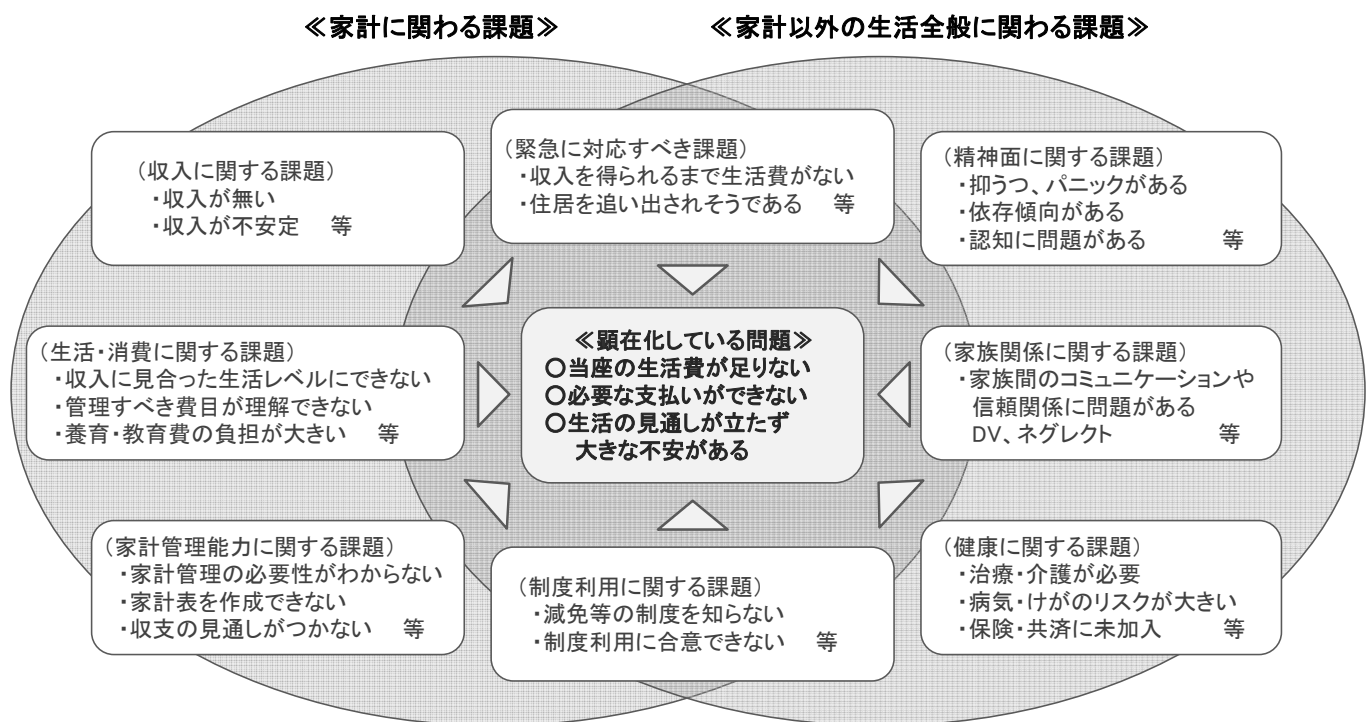 ≪家計に関わる課題≫
≪家計以外の生活全般に関わる課題≫
（収入に関する課題）
・収入が無い
・収入が不安定　等
（緊急に対応すべき課題）
・収入を得られるまで生活費がない
・住居を追い出されそうである　等
（精神面に関する課題）
・抑うつ、パニックがある
・依存傾向がある
・認知に問題がある　等
（生活・消費に関する課題）
・収入に見合った生活レベルにできない
・管理すべき費目が理解できない
・養育・教育費の負担が大きい　等
≪顕在化している問題≫
○当座の生活費が足りない
○必要な支払いができない
○生活の見通しが立たず
大きな不安がある
（家族関係に関する課題）
・家族間のコミュニケーションや
信頼関係に問題がある
DV、ネグレクト　等
（家計管理能力に関する課題）
・家計管理の必要性がわからない
・家計表を作成できない
・収支の見通しがつかない　等
（制度利用に関する課題）
・減免等の制度を知らない
・制度利用に合意できない　等
（健康に関する課題）
・治療・介護が必要
・病気・けがのリスクが大きい
・保険・共済に未加入　等